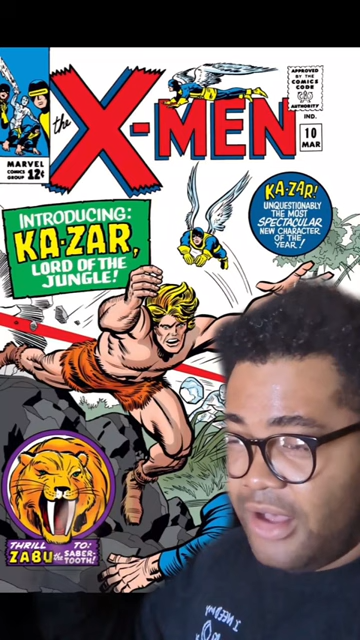 APPROVED
BY THE
COMICS
CODE
AUTHORITY
the
X-MEN
MARVEL
COMICS
GROUP
12¢
IND.
10
MAR
INTRODUCING:
KA-ZAR,
LORD OF THE
JUNGLE!
KA-ZAR!
UNQUESTIONABLY
THE MOST
SPECTACULAR
NEW CHARACTER
OF THE
YEAR!
THRILL TO:
ZABU the SABER-
TOOTH!
I NEED MY